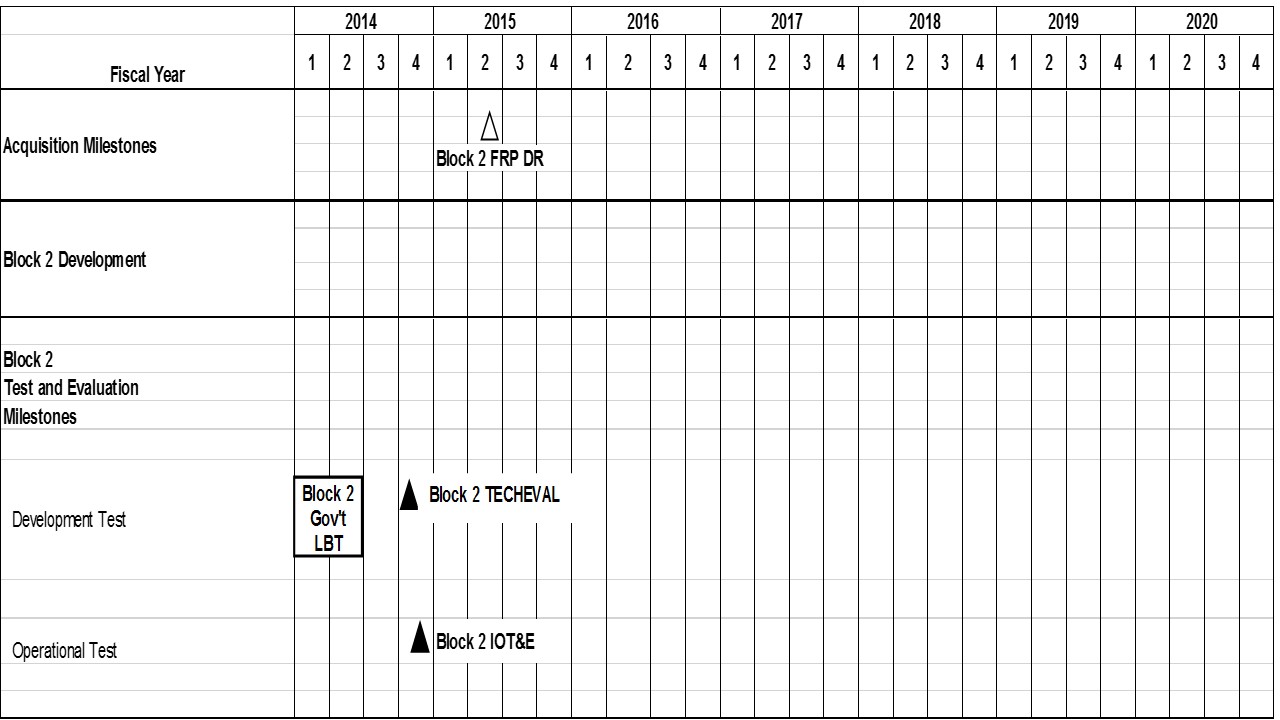 2014 2015 2016 2017 2018 2019 2020
Fiscal Year 1 2 3 4 1 2 3 4 1 2 3 4 1 2 3 4 1 2 3 4 1 2 3 4 1 2 3 4
Acquisition Milestones
Block 2 FRP DR
Block 2 Development
Block 2
Test and Evaluation
Milestones
Development Test
Block 2
Gov't
LBT
Block 2 TECHEVAL
Operational Test
Block 2 IOT&E